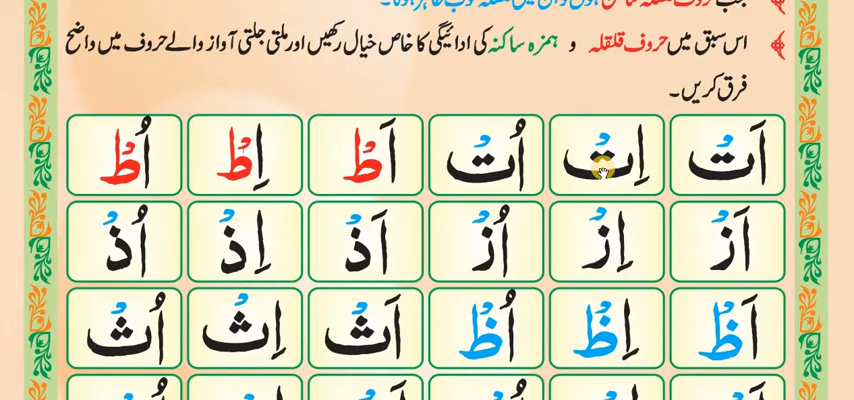 اس سبق میں حروف قلقلہ و ہمزہ ساکنہ کی ادائیگی کا خاص خیال رکھیں اور ملتی جلتی آواز والے حروف میں واضح
فرق کریں۔
اَتْ اِتْ اُتْ اَطْ اِطْ اُطْ
اَزْ اِزْ اُزْ اَذْ اِذْ اُذْ
اَظْ اِظْ اُظْ اَثْ اِثْ اُثْ